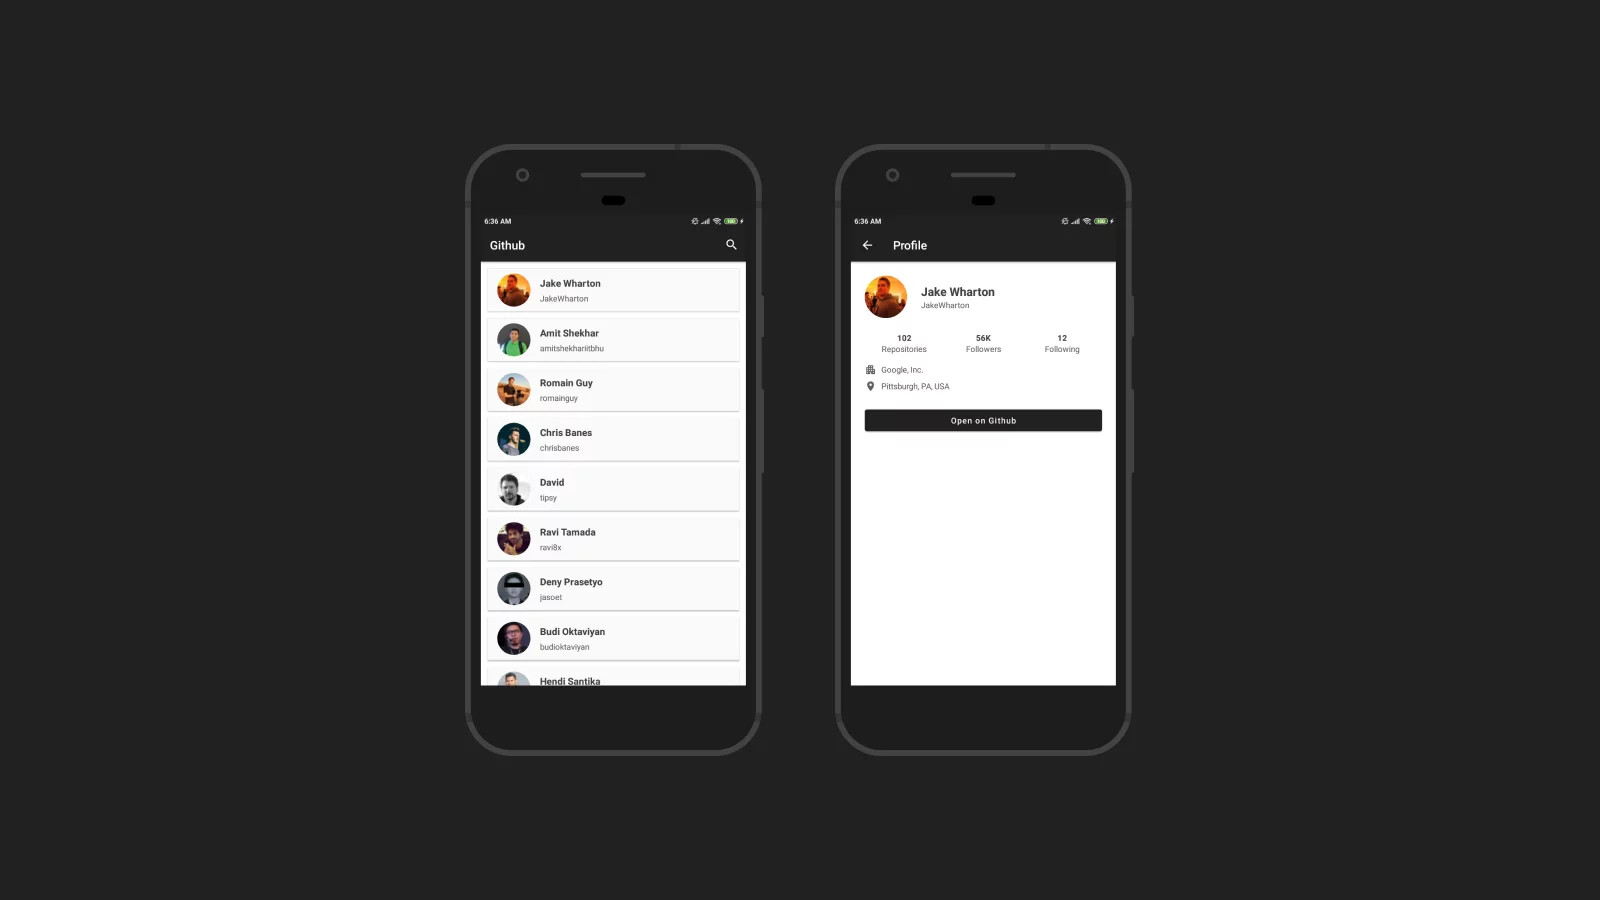 6:36 AM
100
Github
Jake Wharton
JakeWharton
Amit Shekhar
amitshekhariitbhu
Romain Guy
romainguy
Chris Banes
chrisbanes
David
tipsy
Ravi Tamada
ravi8x
Deny Prasetyo
jasoet
Budi Oktaviyan
budioktaviyan
Hendi Santika
6:36 AM
100
Profile
Jake Wharton
JakeWharton
102 56K 12
Repositories Followers Following
Google, Inc.
Pittsburgh, PA, USA
Open on Github